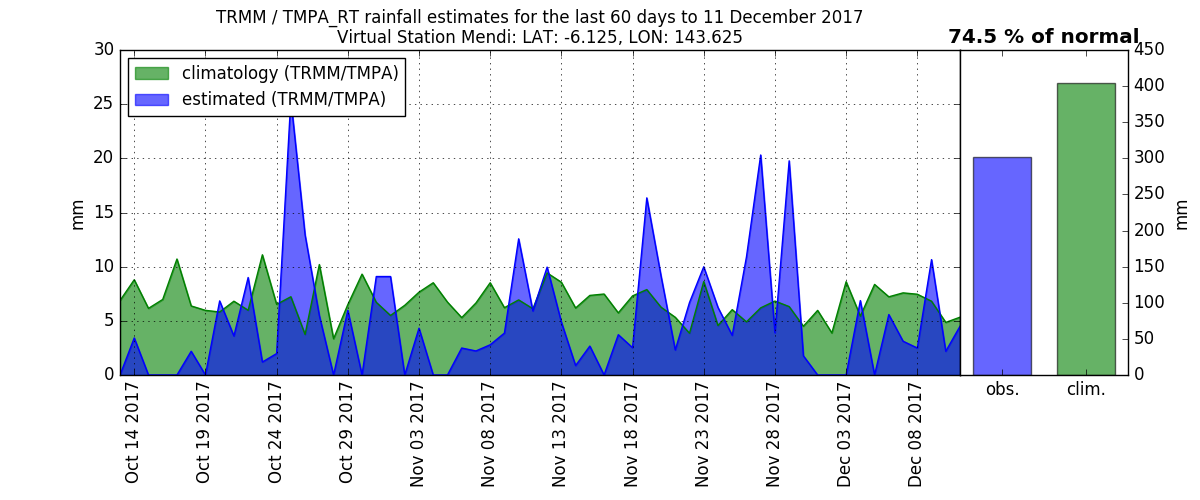 TRMM / TMPA_RT rainfall estimates for the last 60 days to 11 December 2017
Virtual Station Mendi: LAT: -6.125, LON: 143.625
74.5 % of normal
climatology (TRMM/TMPA)
estimated (TRMM/TMPA)
30
25
20
15
10
5
0
mm
Oct 14 2017
Oct 19 2017
Oct 24 2017
Oct 29 2017
Nov 03 2017
Nov 08 2017
Nov 13 2017
Nov 18 2017
Nov 23 2017
Nov 28 2017
Dec 03 2017
Dec 08 2017
obs.
clim.
450
400
350
300
250
200
150
100
50
0
mm